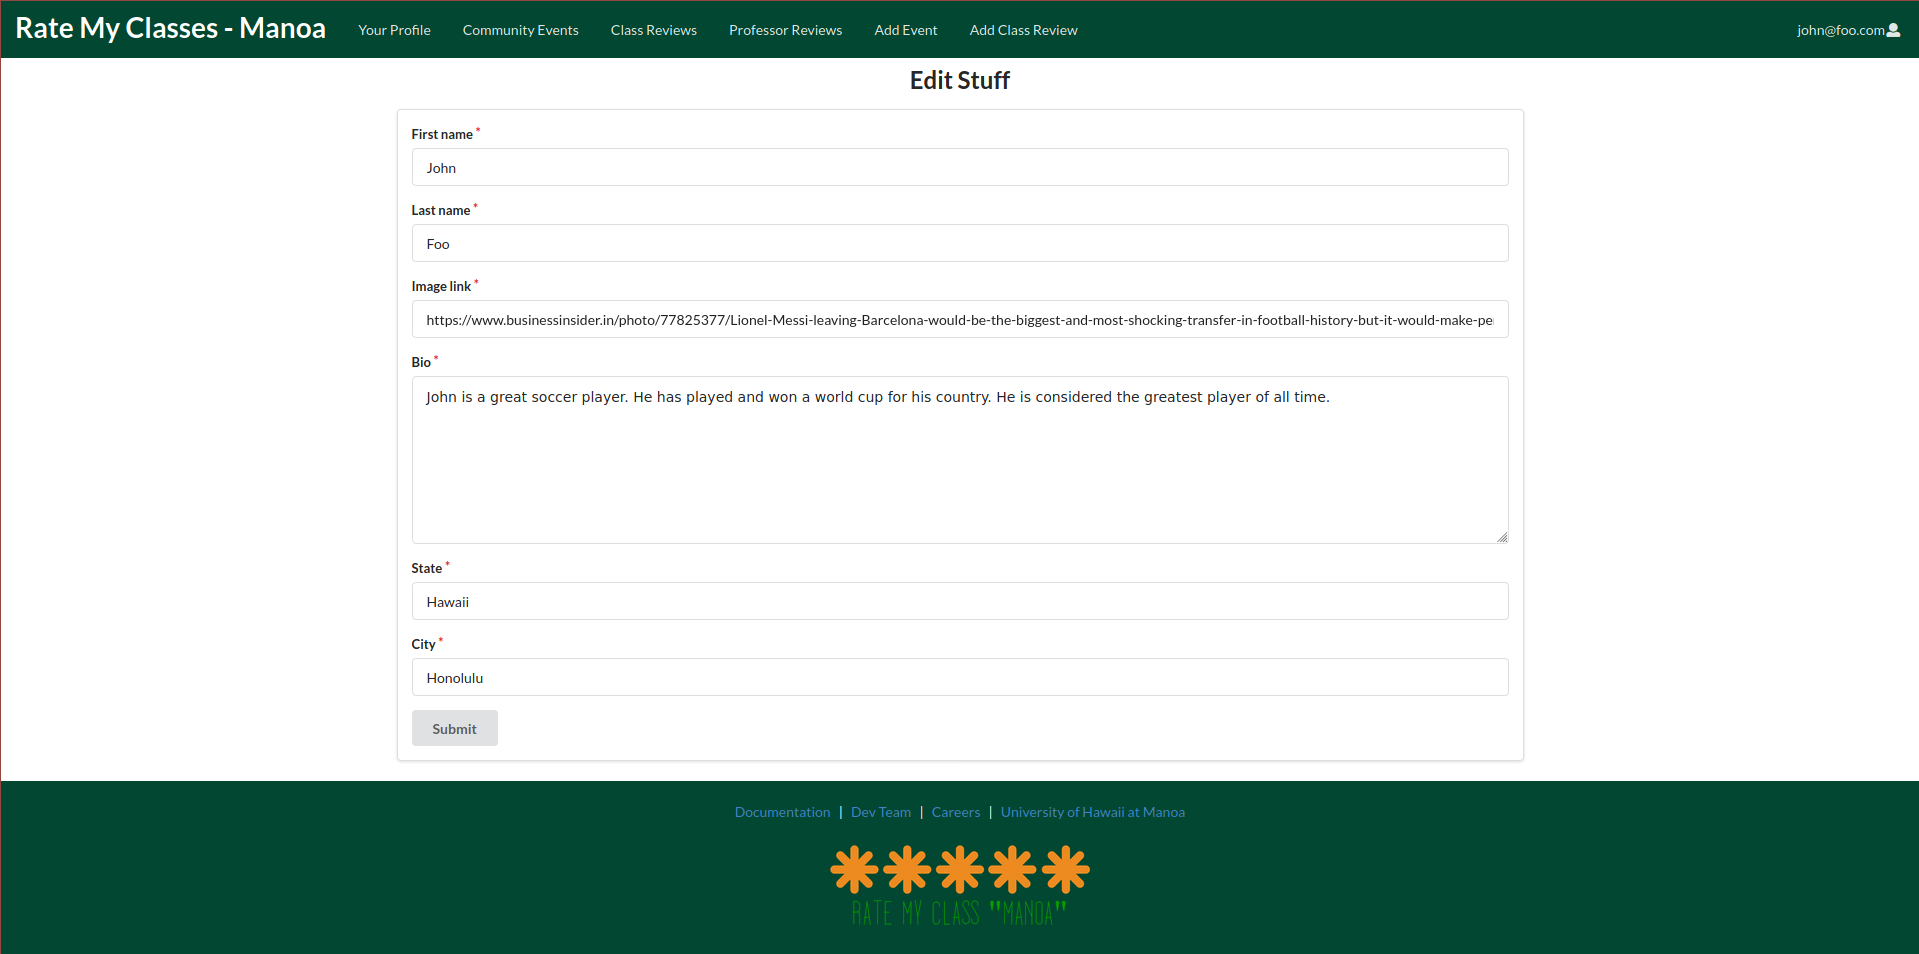 Rate My Classes - Manoa Your Profile Community Events Class Reviews Professor Reviews Add Event Add Class Review john@foo.com
Edit Stuff
First name *
John
Last name *
Foo
Image link *
https://www.businessinsider.in/photo/77825377/Lionel-Messi-leaving-Barcelona-would-be-the-biggest-and-most-shocking-transfer-in-football-history-but-it-would-make-pe
Bio *
John is a great soccer player. He has played and won a world cup for his country. He is considered the greatest player of all time.
State *
Hawaii
City *
Honolulu
Submit
Documentation | Dev Team | Careers | University of Hawaii at Manoa
RATE MY CLASS "MANOA"